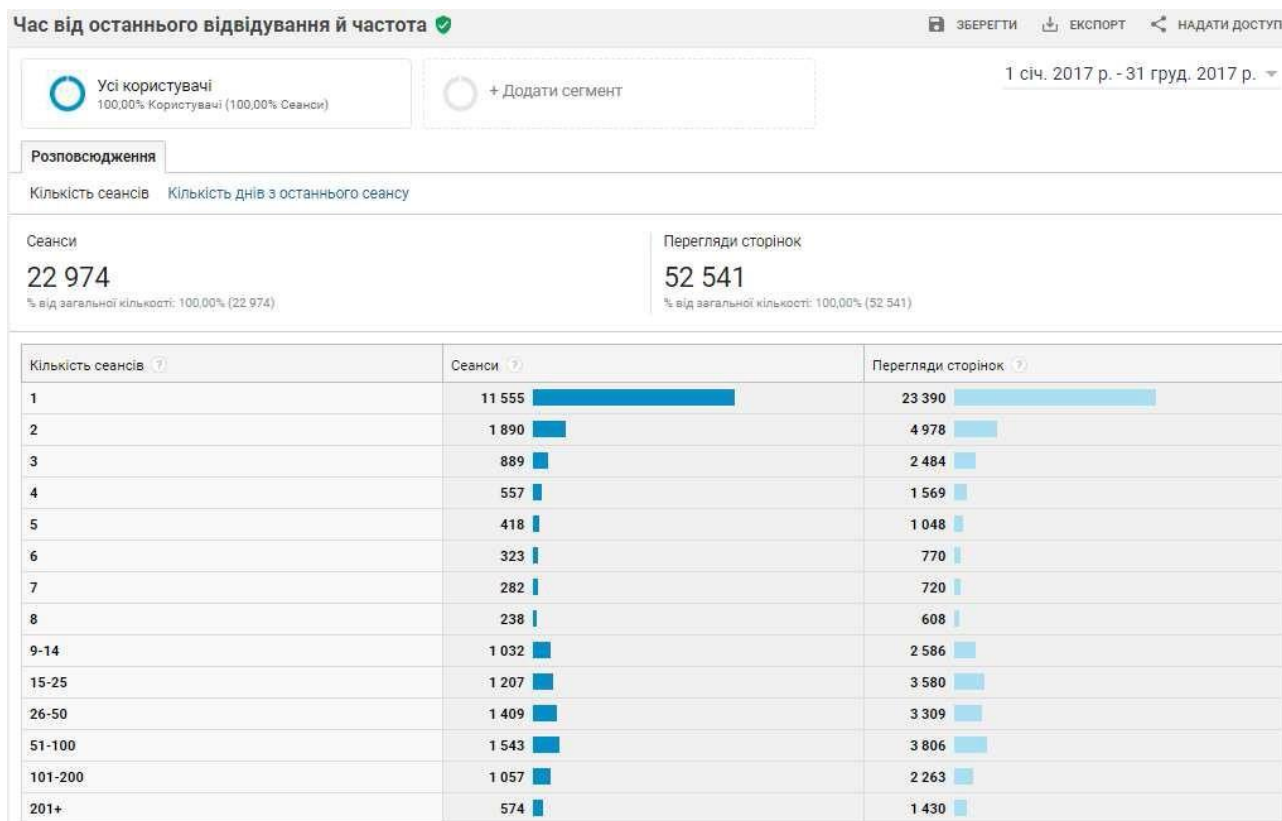 Час від останнього відвідування й частота
ЗБЕРЕГТИ ЕКСПОРТ НАДАТИ ДОСТУП
Усі користувачі
100,00% Користувачі (100,00% Сеанси)
+ Додати сегмент
1 січ. 2017 р. - 31 груд. 2017 р.
Розповсюдження
Кількість сеансів Кількість днів з останнього сеансу
Сеанси Перегляди сторінок
22 974 52 541
% від загальної кількості: 100,00% (22 974) % від загальної кількості: 100,00% (52 541)
Кількість сеансів ? Сеанси ? Перегляди сторінок ?
1 11 555 23 390
2 1 890 4 978
3 889 2 484
4 557 1 569
5 418 1 048
6 323 770
7 282 720
8 238 608
9-14 1 032 2 586
15-25 1 207 3 580
26-50 1 409 3 309
51-100 1 543 3 806
101-200 1 057 2 263
201+ 574 1 430